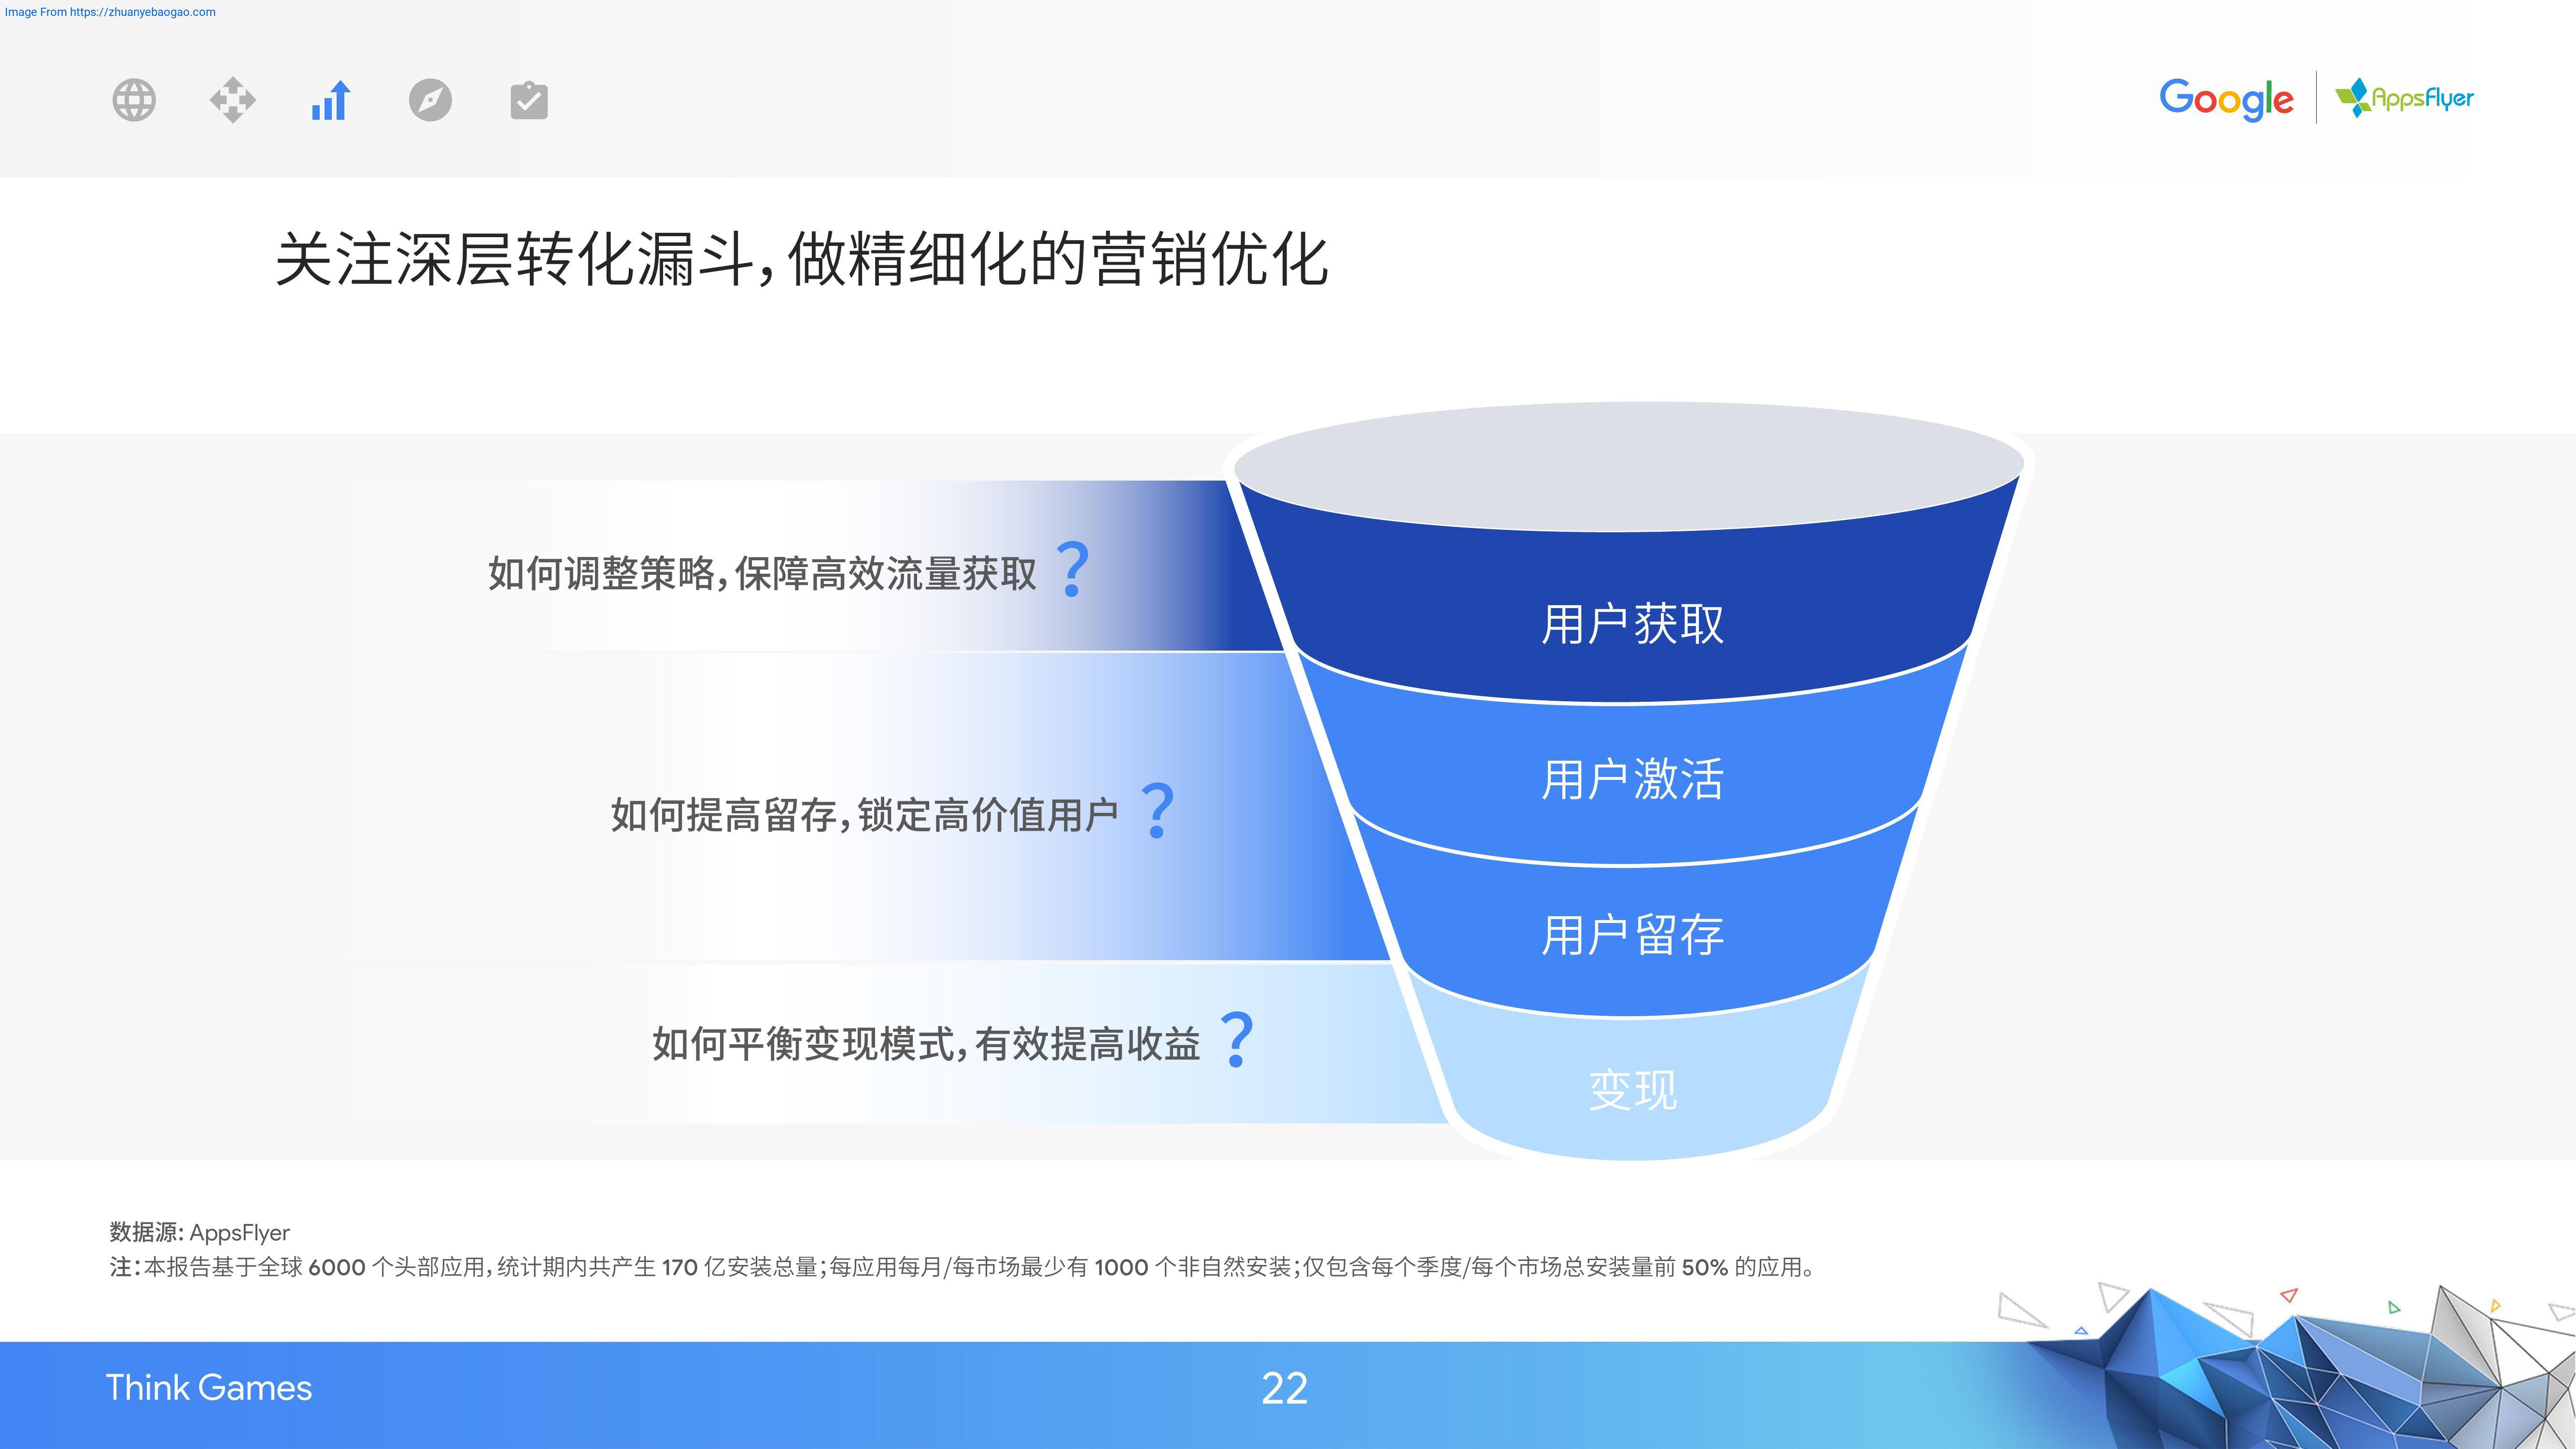 Image From https://zhuanyebaogao.com
Google
AppsFlyer
关注深层转化漏斗，做精细化的营销优化
如何调整策略，保障高效流量获取？
用户获取
用户激活
如何提高留存，锁定高价值用户？
用户留存
如何平衡变现模式，有效提高收益？
变现
数据源: AppsFlyer
注：本报告基于全球 6000 个头部应用，统计期内共产生 170 亿安装总量；每应用每月/每市场最少有 1000 个非自然安装；仅包含每个季度/每个市场总安装量前 50% 的应用。
Think Games
22